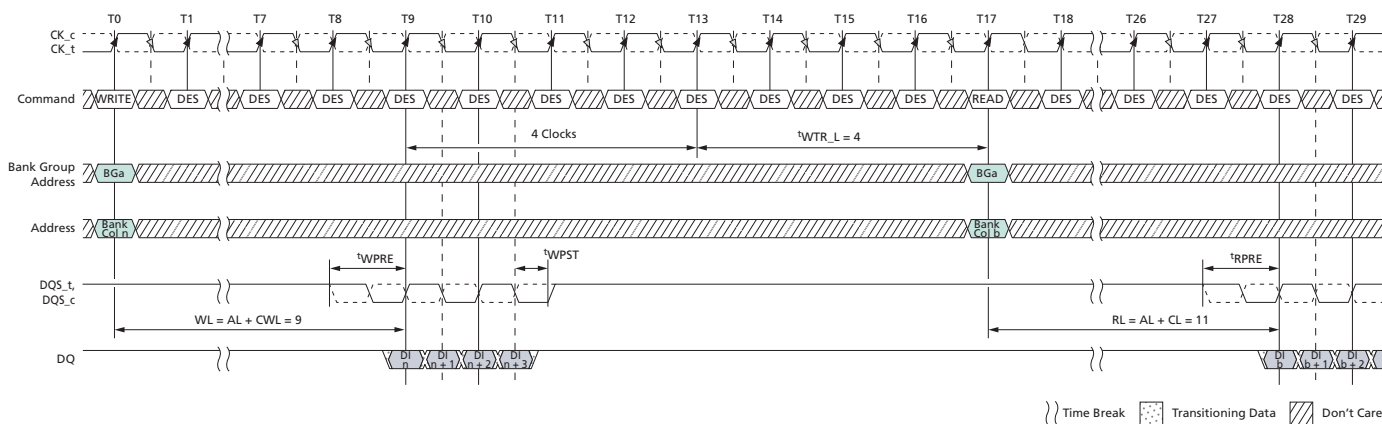 T0 T1 T7 T8 T9 T10 T11 T12 T13 T14 T15 T16 T17 T18 T26 T27 T28 T29
CK_c
CK_t
Command WRITE DES DES DES DES DES DES DES DES DES DES DES READ DES DES DES DES DES
4 Clocks tWTR_L = 4
Bank Group
Address BGa BGa
Address Bank
Col n Bank
Col b
tWPRE tWPST tRPRE
DQS_t,
DQS_c
WL = AL + CWL = 9 RL = AL + CL = 11
DQ DI
n DI
n + 1 DI
n + 2 DI
n + 3 DI
b DI
b + 1 DI
b + 2
Time Break Transitioning Data Don't Care